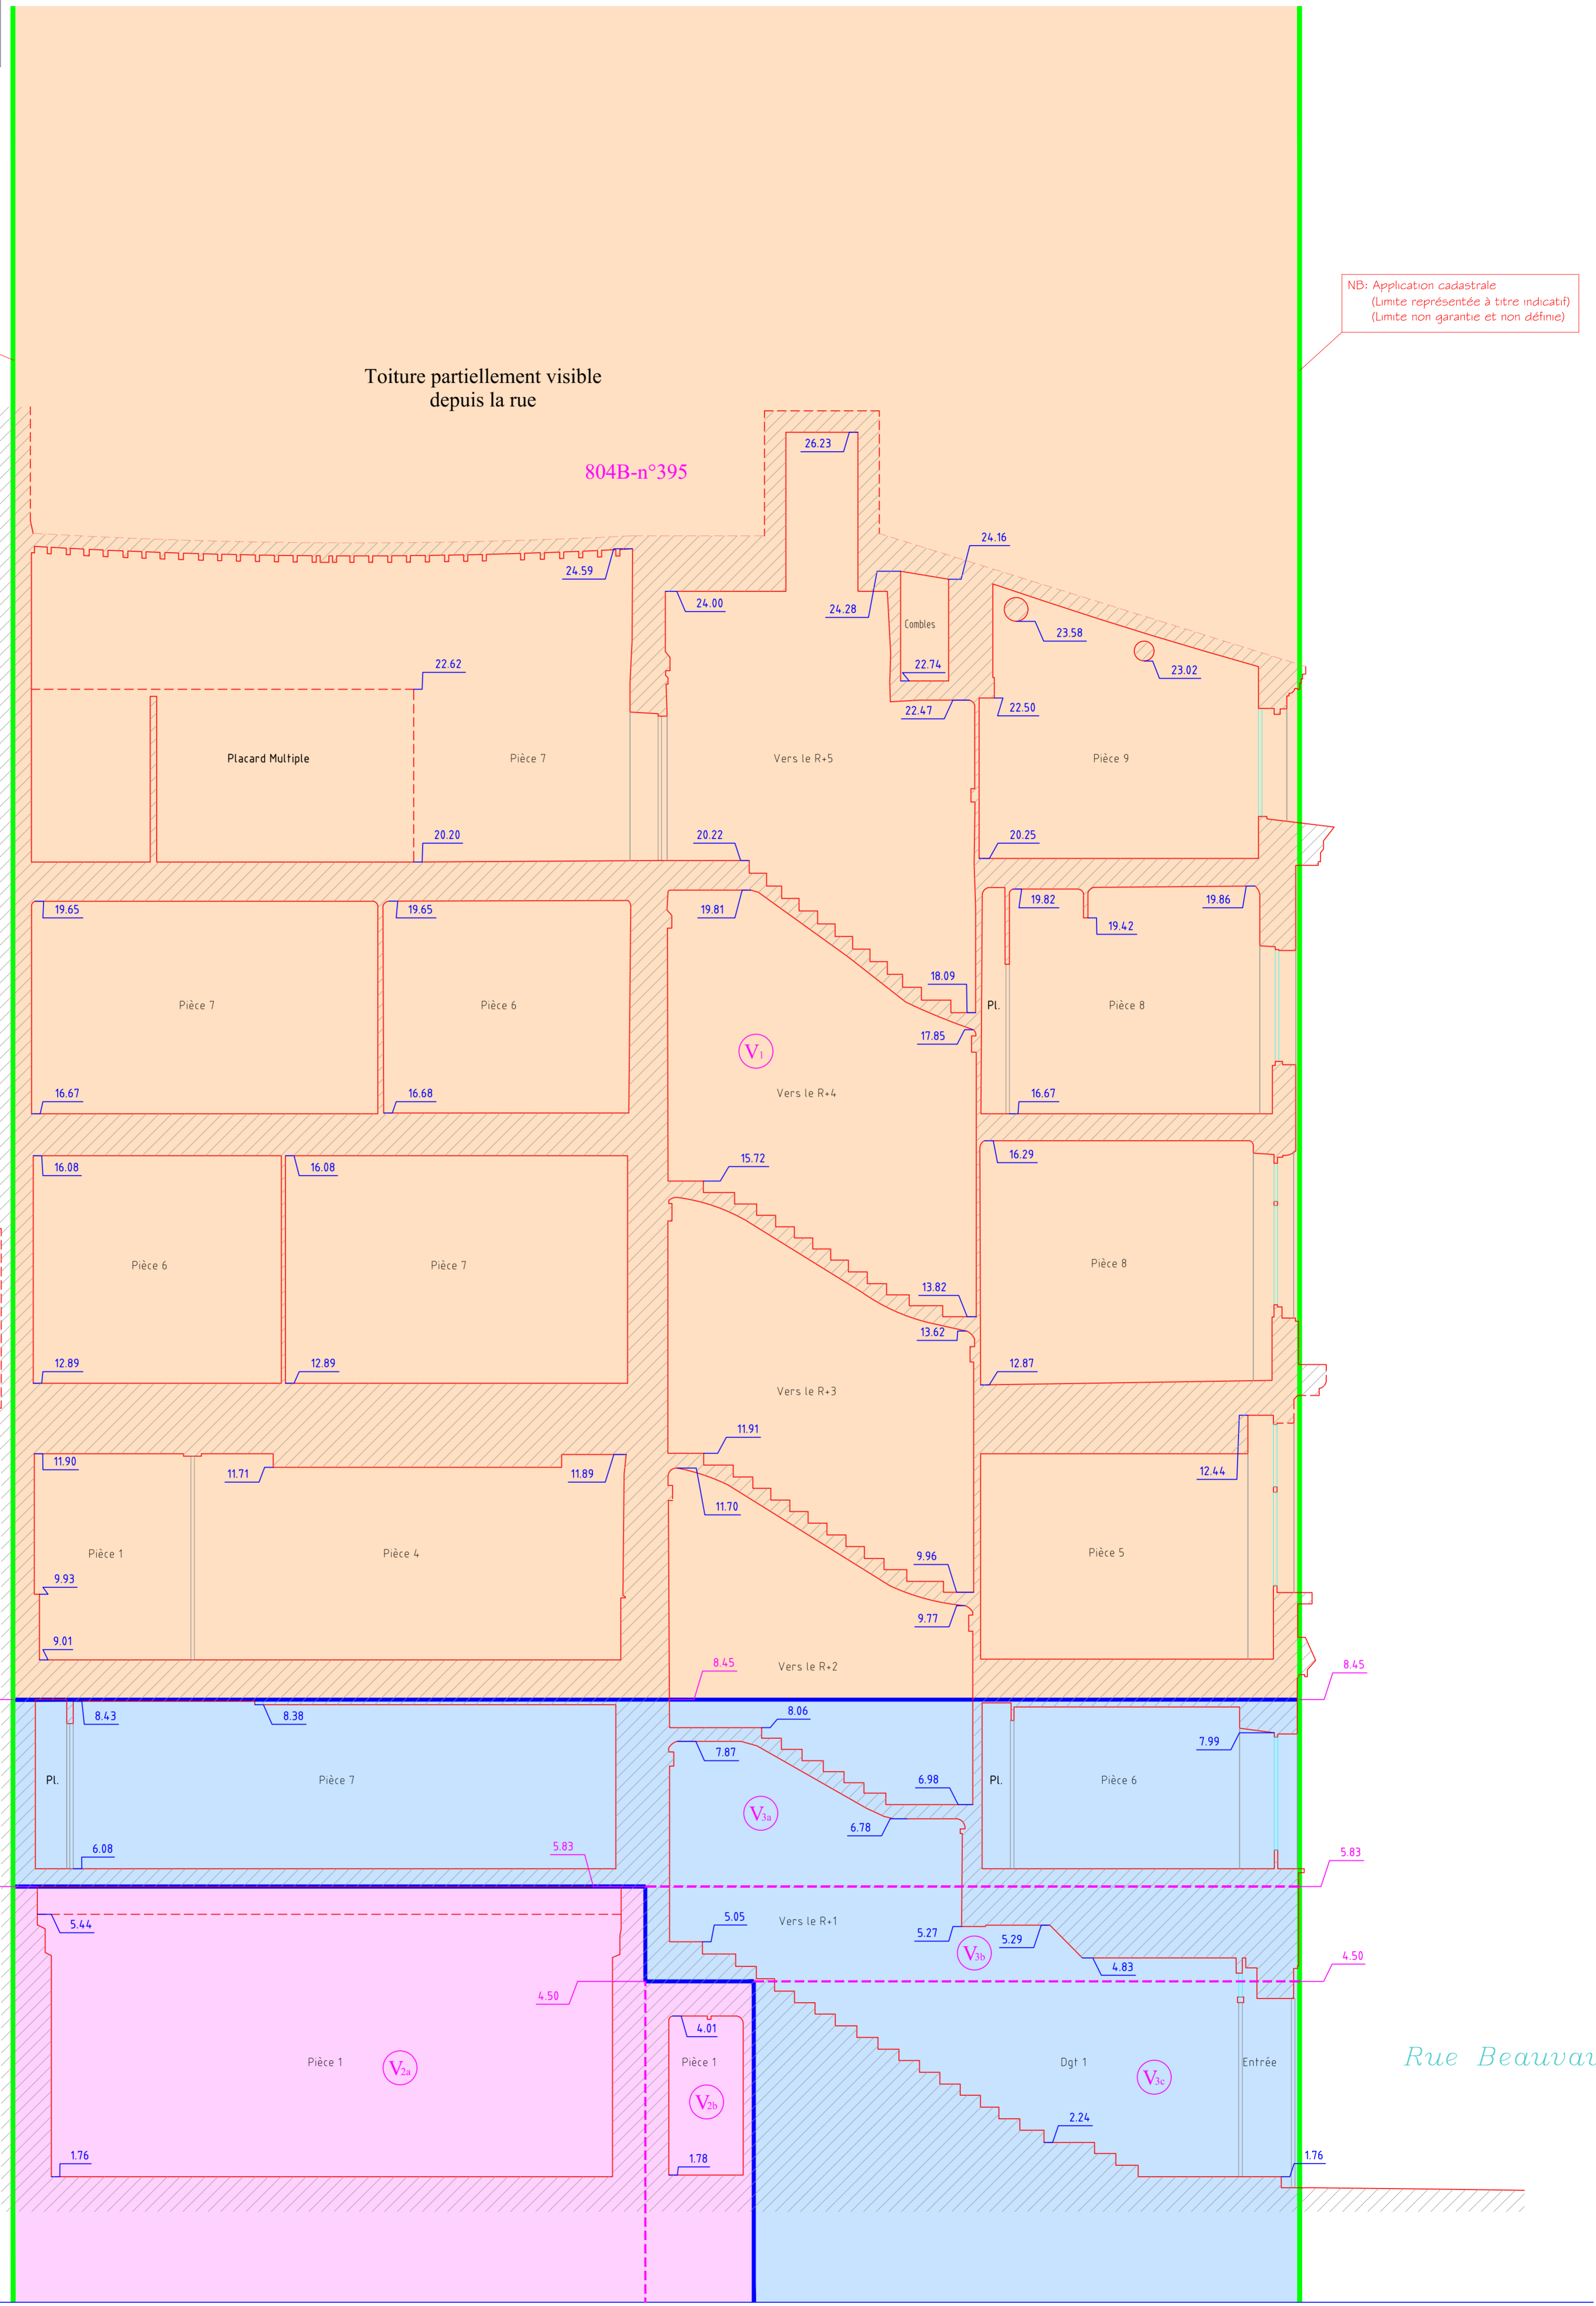 NB: Application cadastrale
(Limite représentée à titre indicatif)
(Limite non garantie et non définie)
Toiture partiellement visible
depuis la rue
804B-n°395
26.23
24.16
24.59
24.00
24.28
Combles
23.58
23.02
22.62
22.74
22.47
22.50
Placard Multiple
Pièce 7
Vers le R+5
Pièce 9
20.20
20.22
20.25
19.65
19.65
19.81
19.82
19.86
19.42
18.09
Pièce 7
Pièce 6
Pl.
Pièce 8
17.85
V1
16.67
16.68
Vers le R+4
16.67
16.08
16.08
15.72
16.29
Pièce 6
Pièce 7
Pièce 8
13.82
13.62
12.89
12.89
12.87
Vers le R+3
11.91
11.90
11.71
11.89
12.44
11.70
Pièce 1
Pièce 4
Pièce 5
9.96
9.93
9.77
9.01
8.45
Vers le R+2
8.45
8.43
8.38
8.06
7.99
7.87
Pl.
Pièce 7
6.98
Pl.
Pièce 6
V3a
6.78
6.08
5.83
5.83
5.44
5.05
Vers le R+1
5.27
5.29
V3b
4.83
4.50
4.50
4.01
Pièce 1
V2a
Pièce 1
V2b
Dgt 1
V3c
Entrée
Rue Beauvau
2.24
1.76
1.78
1.76